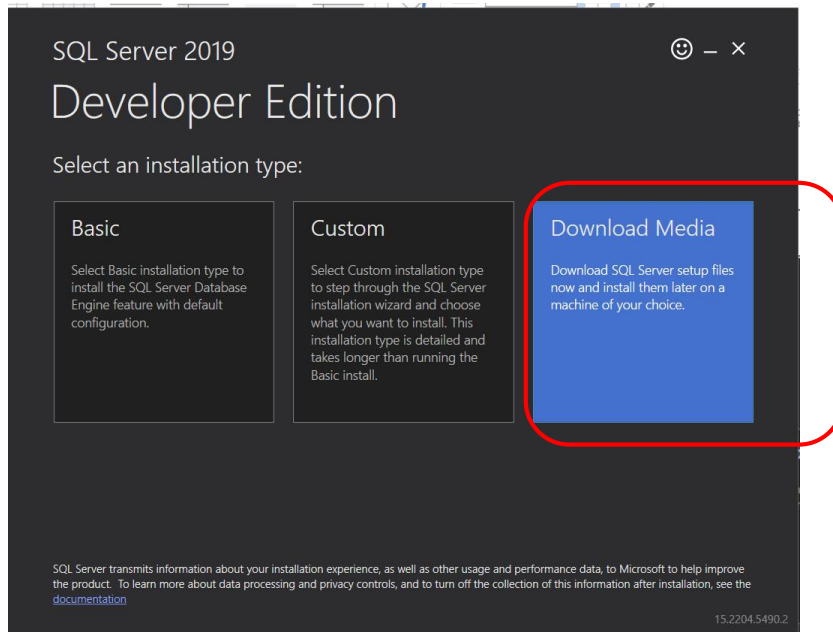 SQL Server 2019
Developer Edition
Select an installation type:
Basic
Select Basic installation type to
install the SQL Server Database
Engine feature with default
configuration.
Custom
Select Custom installation type
to step through the SQL Server
installation wizard and choose
what you want to install. This
installation type is detailed and
takes longer than running the
Basic install.
Download Media
Download SQL Server setup files
now and install them later on a
machine of your choice.
SQL Server transmits information about your installation experience, as well as other usage and performance data, to Microsoft to help improve
the product. To learn more about data processing and privacy controls, and to turn off the collection of this information after installation, see the
documentation
15.2204.5490.2